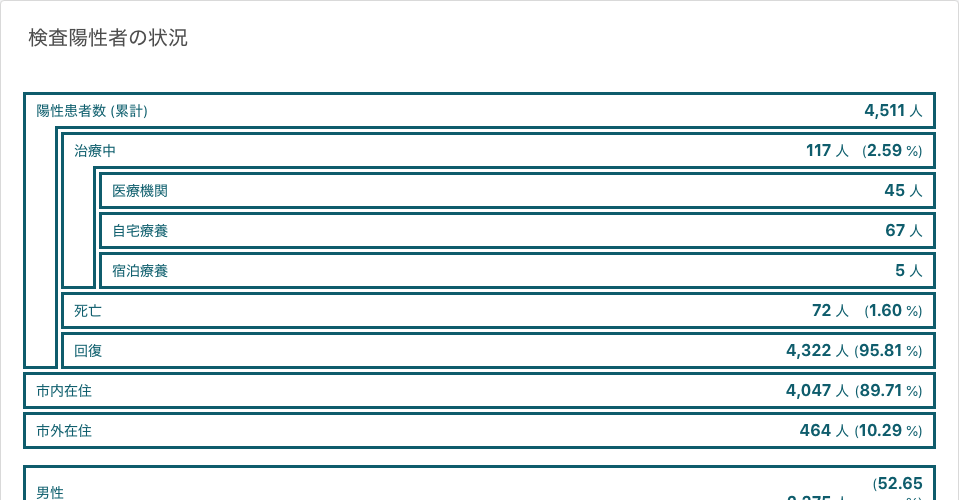 検査陽性者の状況
陽性患者数 (累計) 4,511 人
治療中 117 人 (2.59 %)
医療機関 45 人
自宅療養 67 人
宿泊療養 5 人
死亡 72 人 (1.60 %)
回復 4,322 人 (95.81 %)
市内在住 4,047 人 (89.71 %)
市外在住 464 人 (10.29 %)
男性 (52.65
2,375 人 %)